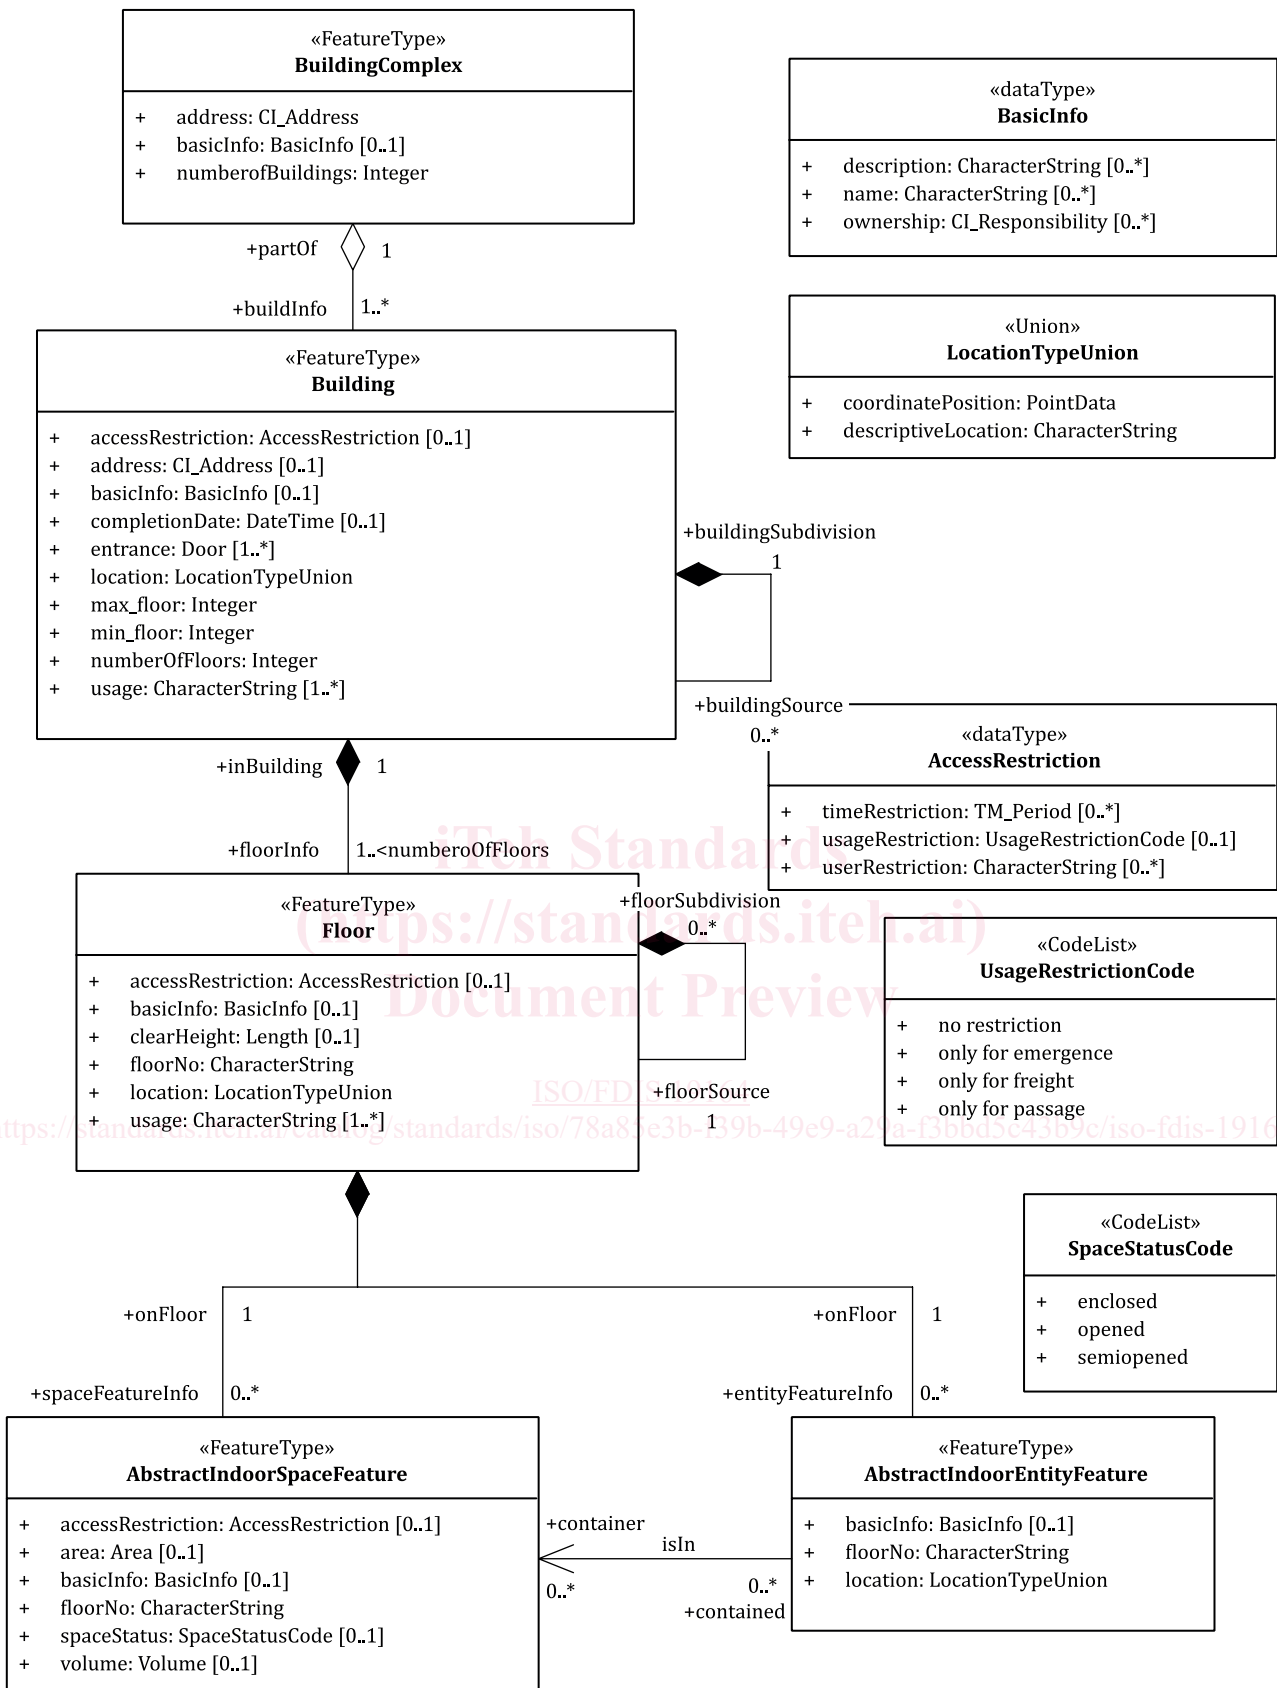 «FeatureType»
BuildingComplex
+ address: CI_Address
+ basicInfo: BasicInfo [0..1]
+ numberofBuildings: Integer
«dataType»
BasicInfo
+ description: CharacterString [0..*]
+ name: CharacterString [0..*]
+ ownership: CI_Responsibility [0..*]
+partOf 1
+buildInfo 1..*
«Union»
LocationTypeUnion
+ coordinatePosition: PointData
+ descriptiveLocation: CharacterString
«FeatureType»
Building
+ accessRestriction: AccessRestriction [0..1]
+ address: CI_Address [0..1]
+ basicInfo: BasicInfo [0..1]
+ completionDate: DateTime [0..1]
+ entrance: Door [1..*]
+ location: LocationTypeUnion
+ max_floor: Integer
+ min_floor: Integer
+ numberOfFloors: Integer
+ usage: CharacterString [1..*]
+buildingSubdivision
1
+buildingSource
0..*
«dataType»
AccessRestriction
+ timeRestriction: TM_Period [0..*]
+ usageRestriction: UsageRestrictionCode [0..1]
+ userRestriction: CharacterString [0..*]
+inBuilding 1
+floorInfo 1..<numberoOfFloors
iTeh Standards
(https://standards.iteh.ai)
Document Preview
«FeatureType»
Floor
+ accessRestriction: AccessRestriction [0..1]
+ basicInfo: BasicInfo [0..1]
+ clearHeight: Length [0..1]
+ floorNo: CharacterString
+ location: LocationTypeUnion
+ usage: CharacterString [1..*]
+floorSubdivision
0..*
+floorSource
1
«CodeList»
UsageRestrictionCode
+ no restriction
+ only for emergence
+ only for freight
+ only for passage
«CodeList»
SpaceStatusCode
+ enclosed
+ opened
+ semiopened
+onFloor 1
+spaceFeatureInfo 0..*
+onFloor 1
+entityFeatureInfo 0..*
«FeatureType»
AbstractIndoorSpaceFeature
+ accessRestriction: AccessRestriction [0..1]
+ area: Area [0..1]
+ basicInfo: BasicInfo [0..1]
+ floorNo: CharacterString
+ spaceStatus: SpaceStatusCode [0..1]
+ volume: Volume [0..1]
+container
0..*
isIn
0..*
+contained
«FeatureType»
AbstractIndoorEntityFeature
+ basicInfo: BasicInfo [0..1]
+ floorNo: CharacterString
+ location: LocationTypeUnion